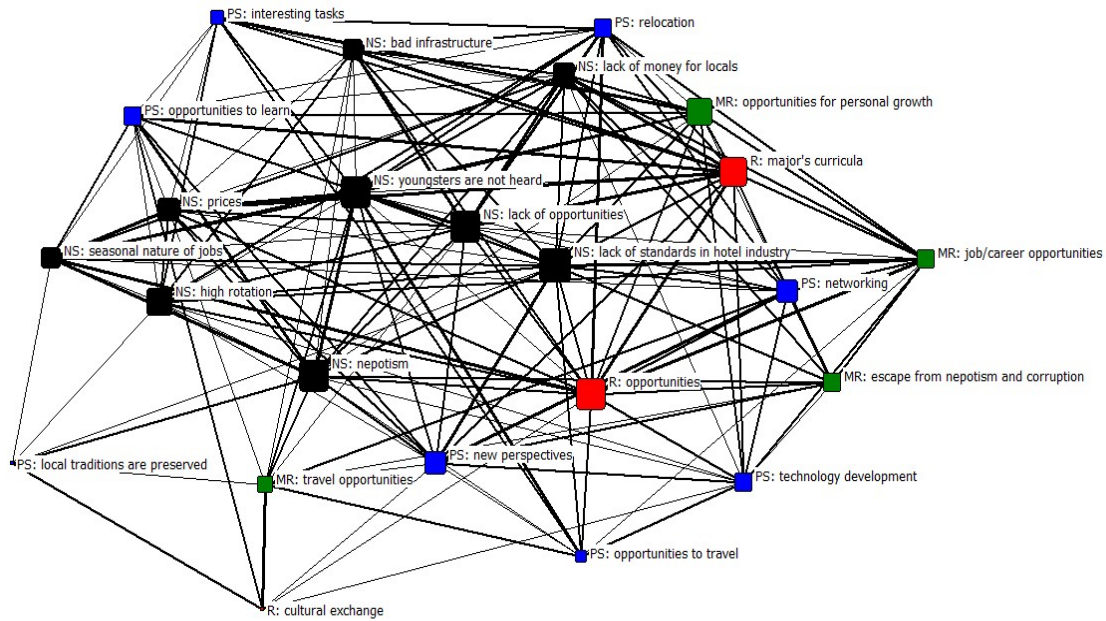 PS: interesting tasks
PS: relocation
NS: bad infrastructure
NS: lack of money for locals
MR: opportunities for personal growth
PS: opportunities to learn
R: major's curricula
NS: youngsters are not heard
NS: prices
NS: lack of opportunities
NS: seasonal nature of jobs
NS: lack of standards in hotel industry
MR: job/career opportunities
PS: networking
NS: high rotation
NS: nepotism
R: opportunities
MR: escape from nepotism and corruption
PS: new perspectives
PS: local traditions are preserved
MR: travel opportunities
PS: technology development
PS: opportunities to travel
R: cultural exchange